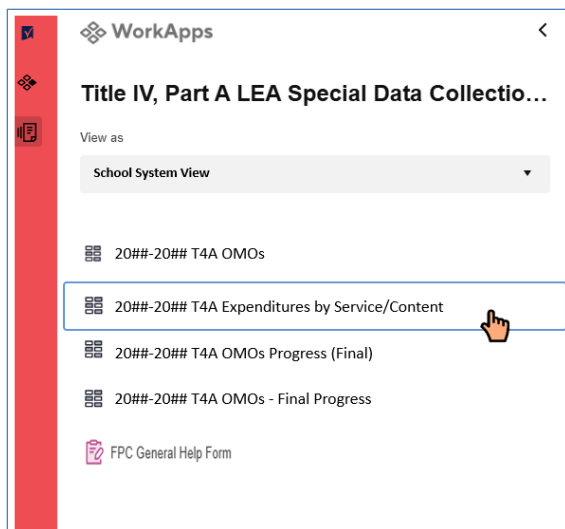 WorkApps
Title IV, Part A LEA Special Data Collectio...
View as
School System View
20##-20## T4A OMOs
20##-20## T4A Expenditures by Service/Content
20##-20## T4A OMOs Progress (Final)
20##-20## T4A OMOs - Final Progress
FPC General Help Form